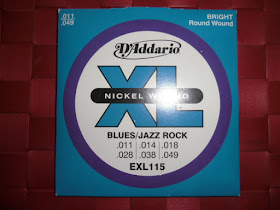 .011
.049
BRIGHT
Round Wound
D'Addario
XL
NICKEL WOUND
BLUES/JAZZ ROCK
.011 .014 .018
.028 .038 .049
EXL115